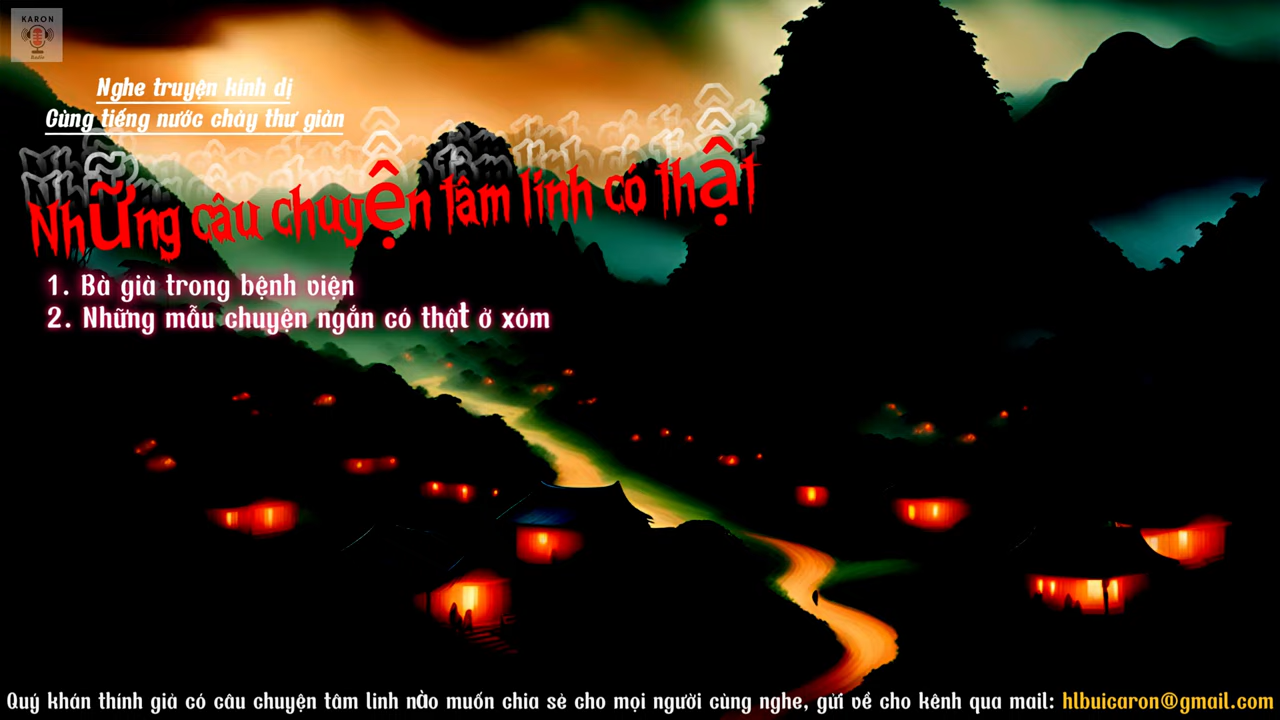 KARON
Radio
Nghe truyện kinh dị
Cùng tiếng nước chảy thư giản
Những câu chuyện tâm linh có thật
1. Bà già trong bệnh viện
2. Những mẫu chuyện ngắn có thật ở xóm
Quý khán thính giả có câu chuyện tâm linh nào muốn chia sẻ cho mọi người cùng nghe, gửi về cho kênh qua mail: hlbuicaron@gmail.com